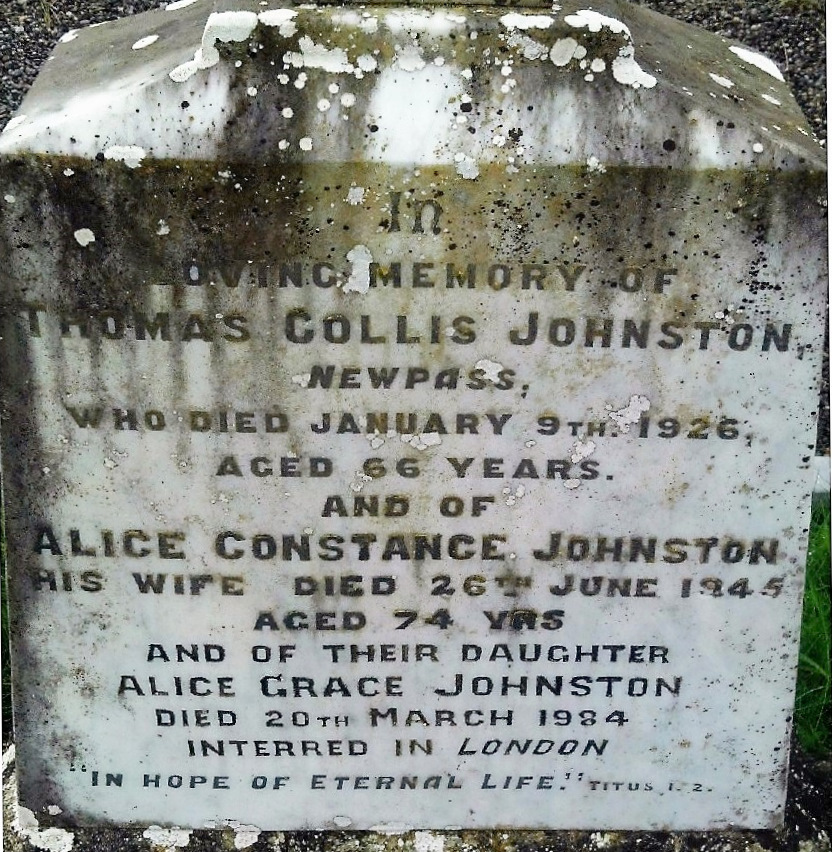 In
LOVING MEMORY OF
THOMAS COLLIS JOHNSTON,
NEWPASS,
WHO DIED JANUARY 9TH. 1926,
AGED 66 YEARS.
AND OF
ALICE CONSTANCE JOHNSTON
HIS WIFE DIED 26TH JUNE 1945
AGED 74 YRS
AND OF THEIR DAUGHTER
ALICE GRACE JOHNSTON
DIED 20TH MARCH 1984
INTERRED IN LONDON
"IN HOPE OF ETERNAL LIFE." TITUS 1. 2.